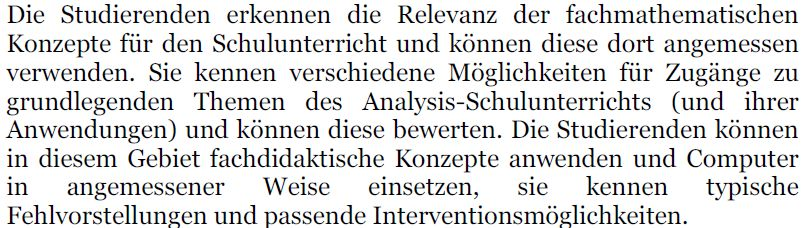 Die Studierenden erkennen die Relevanz der fachmathematischen
Konzepte für den Schulunterricht und können diese dort angemessen
verwenden. Sie kennen verschiedene Möglichkeiten für Zugänge zu
grundlegenden Themen des Analysis-Schulunterrichts (und ihrer
Anwendungen) und können diese bewerten. Die Studierenden können
in diesem Gebiet fachdidaktische Konzepte anwenden und Computer
in angemessener Weise einsetzen, sie kennen typische
Fehlvorstellungen und passende Interventionsmöglichkeiten.